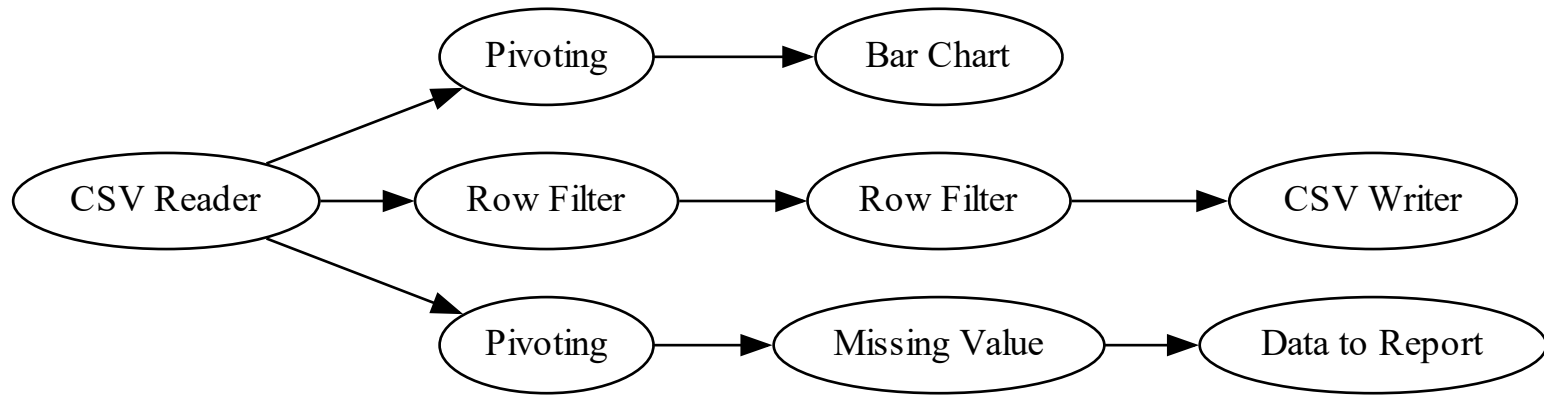 Pivoting
Bar Chart
CSV Reader
Row Filter
Row Filter
CSV Writer
Pivoting
Missing Value
Data to Report